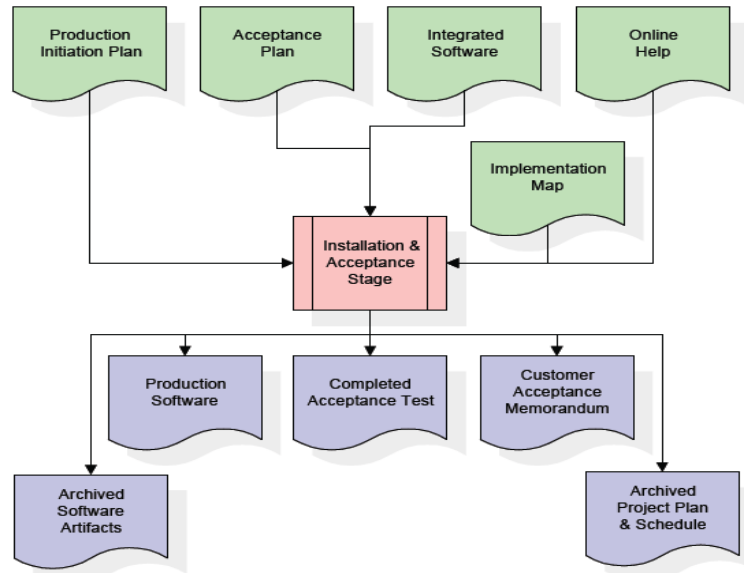 Production
Initiation Plan
Acceptance
Plan
Integrated
Software
Online
Help
Implementation
Map
Installation &
Acceptance
Stage
Production
Software
Completed
Acceptance Test
Customer
Acceptance
Memorandum
Archived
Software
Artifacts
Archived
Project Plan
& Schedule